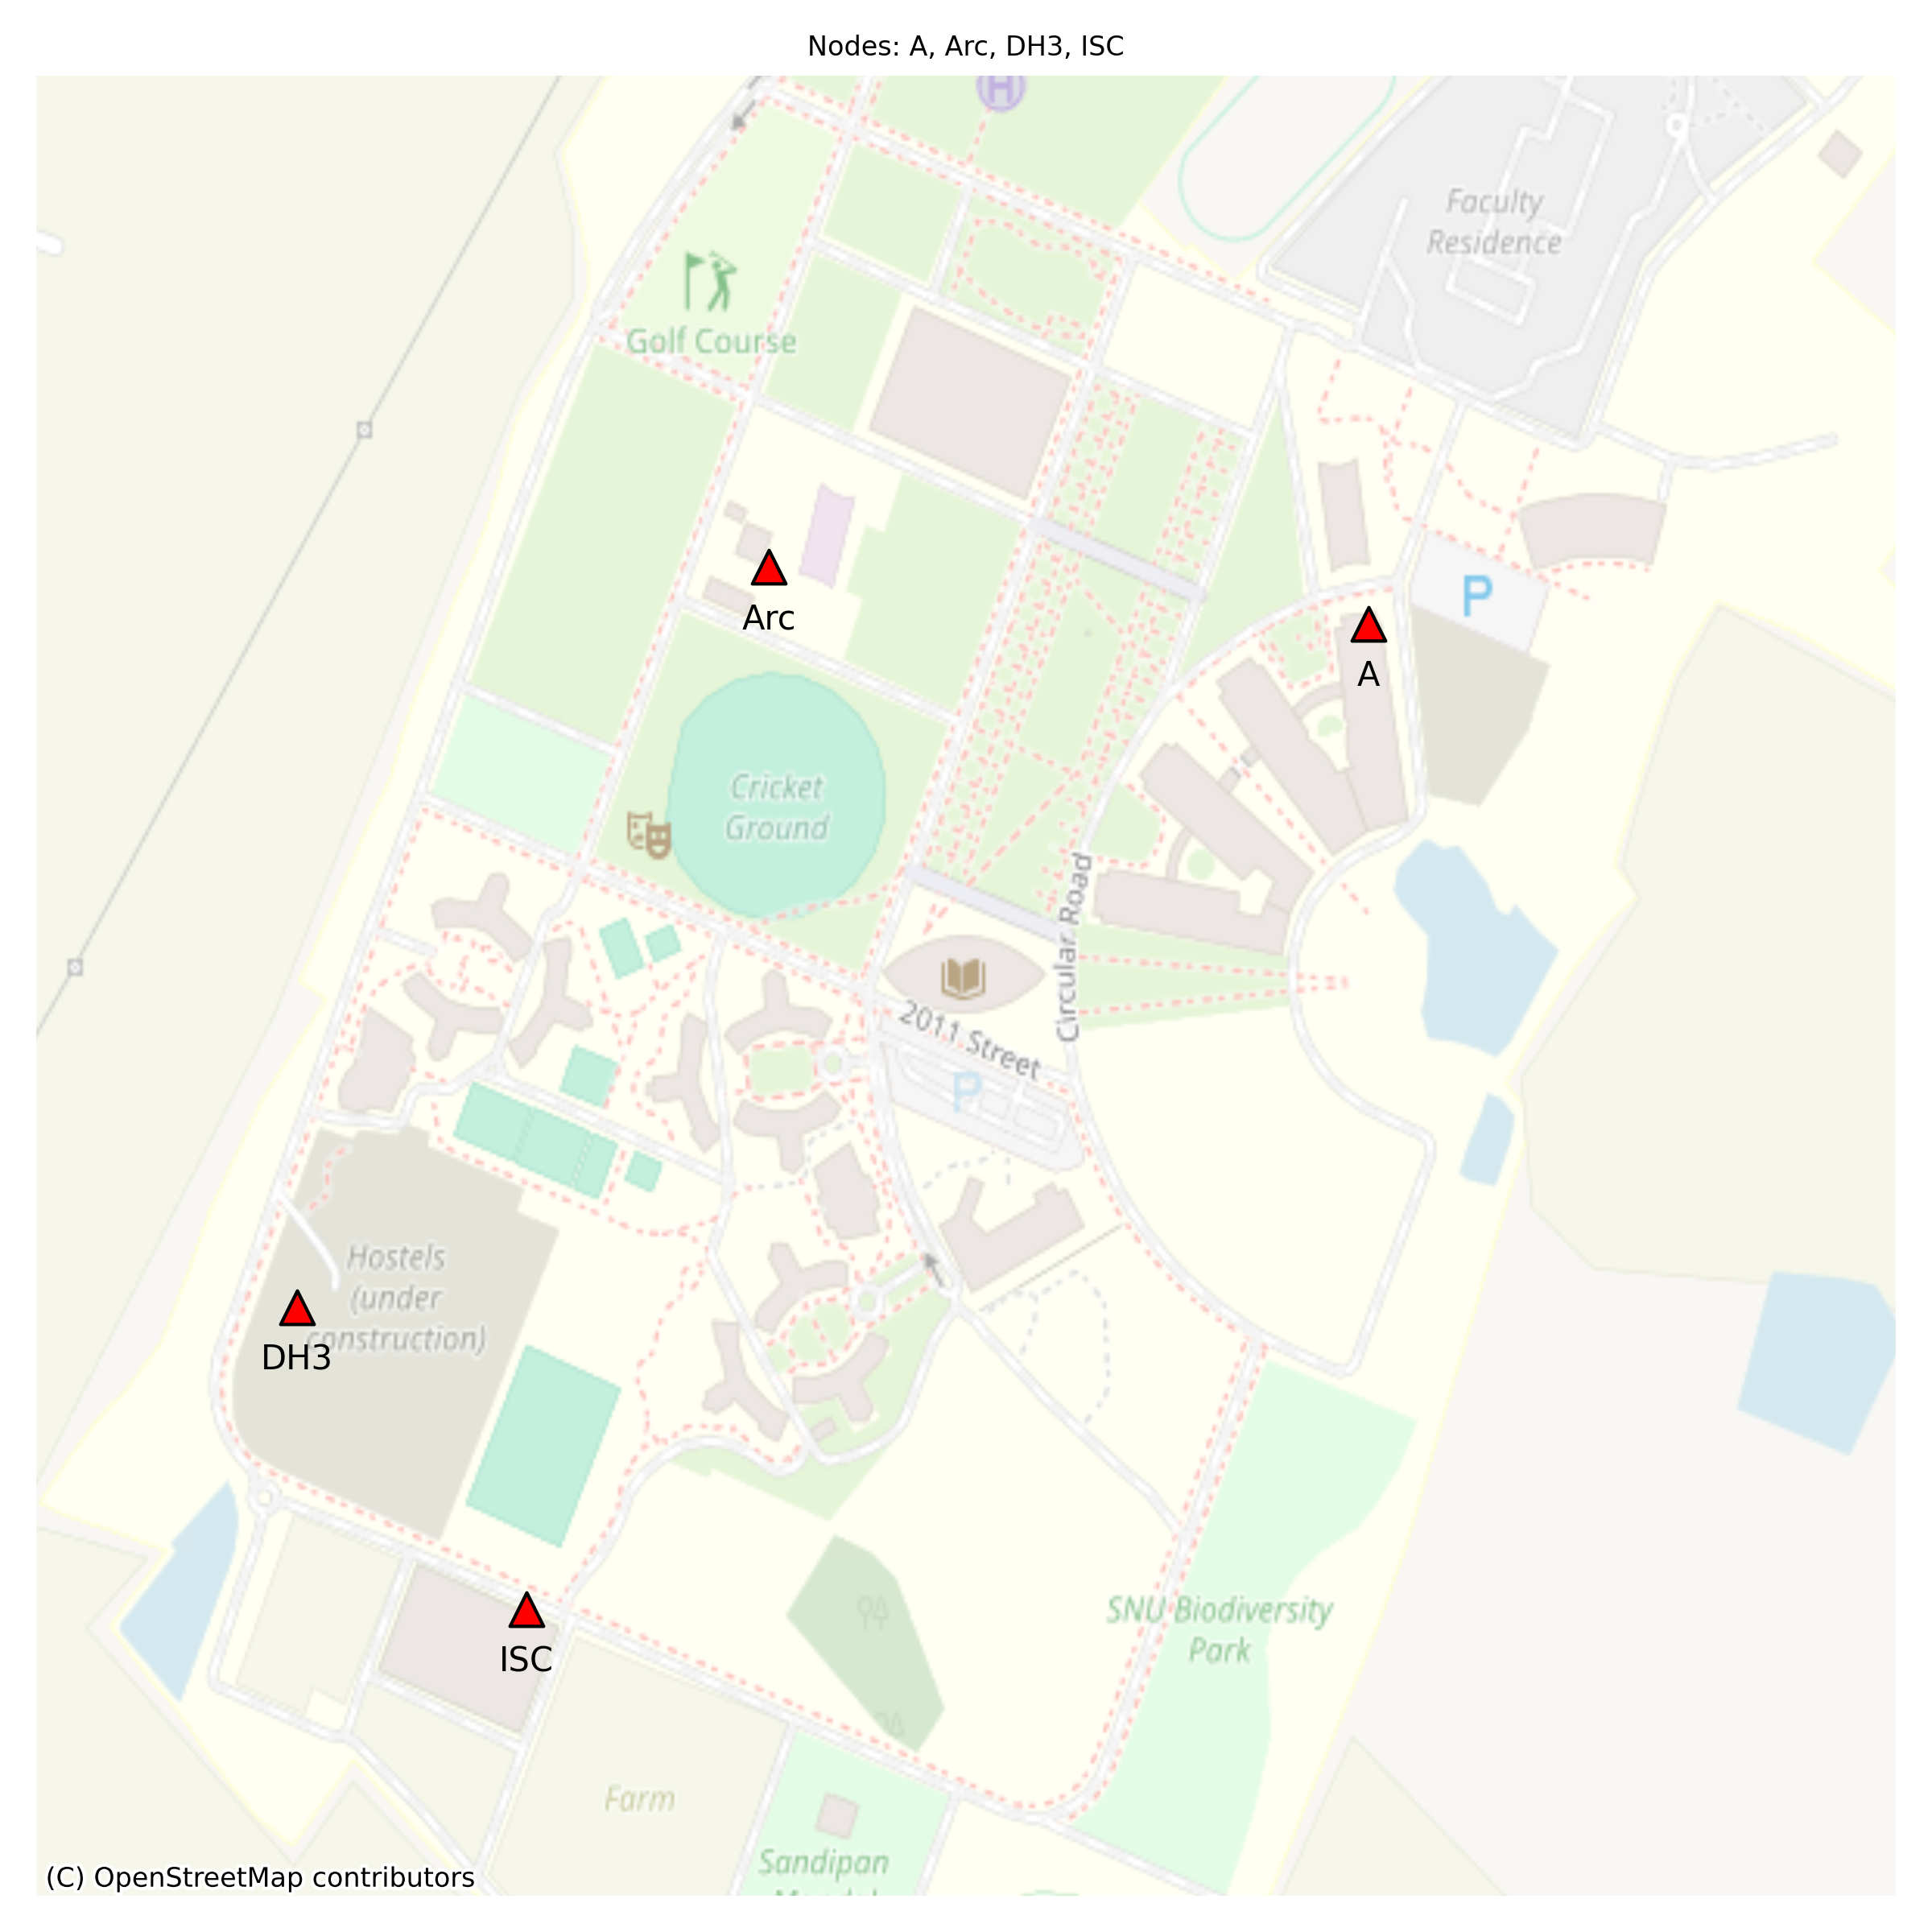 Nodes: A, Arc, DH3, ISC
H
Faculty
Residence
Golf Course
Arc
P
A
Cricket
Ground
Circular Road
2011 Street
P
Hostels
(under
construction)
DH3
SNU Biodiversity
Park
ISC
Farm
Sandipan
(C) OpenStreetMap contributors